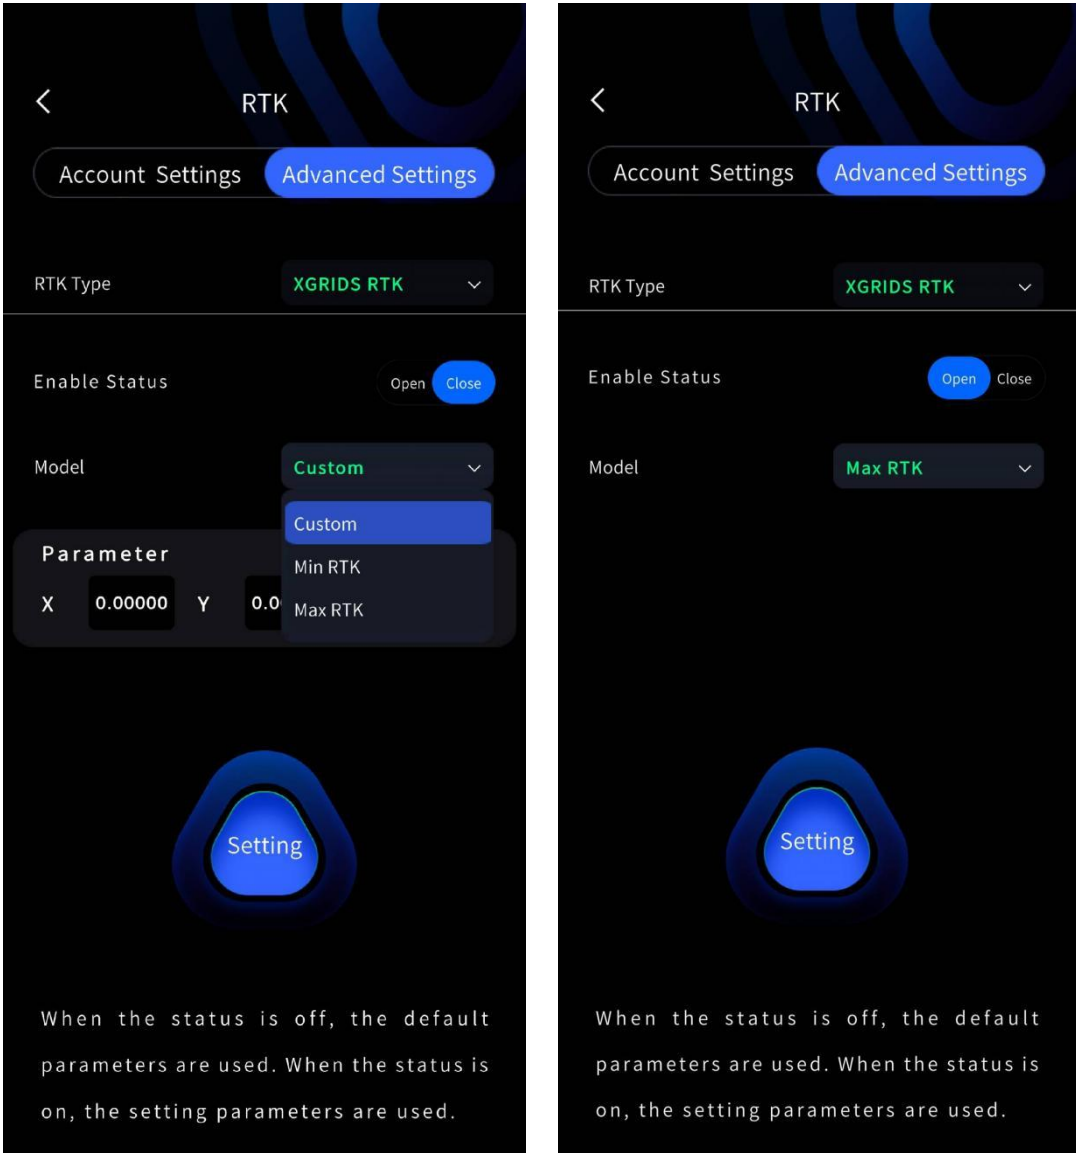 RTK
Account Settings Advanced Settings
RTK Type XGRIDS RTK
Enable Status Open Close
Model Custom
Custom
Parameter
Min RTK
X 0.00000 Y 0.0
Max RTK
Setting
When the status is off, the default
parameters are used. When the status is
on, the setting parameters are used.
RTK
Account Settings Advanced Settings
RTK Type XGRIDS RTK
Enable Status Open Close
Model Max RTK
Setting
When the status is off, the default
parameters are used. When the status is
on, the setting parameters are used.